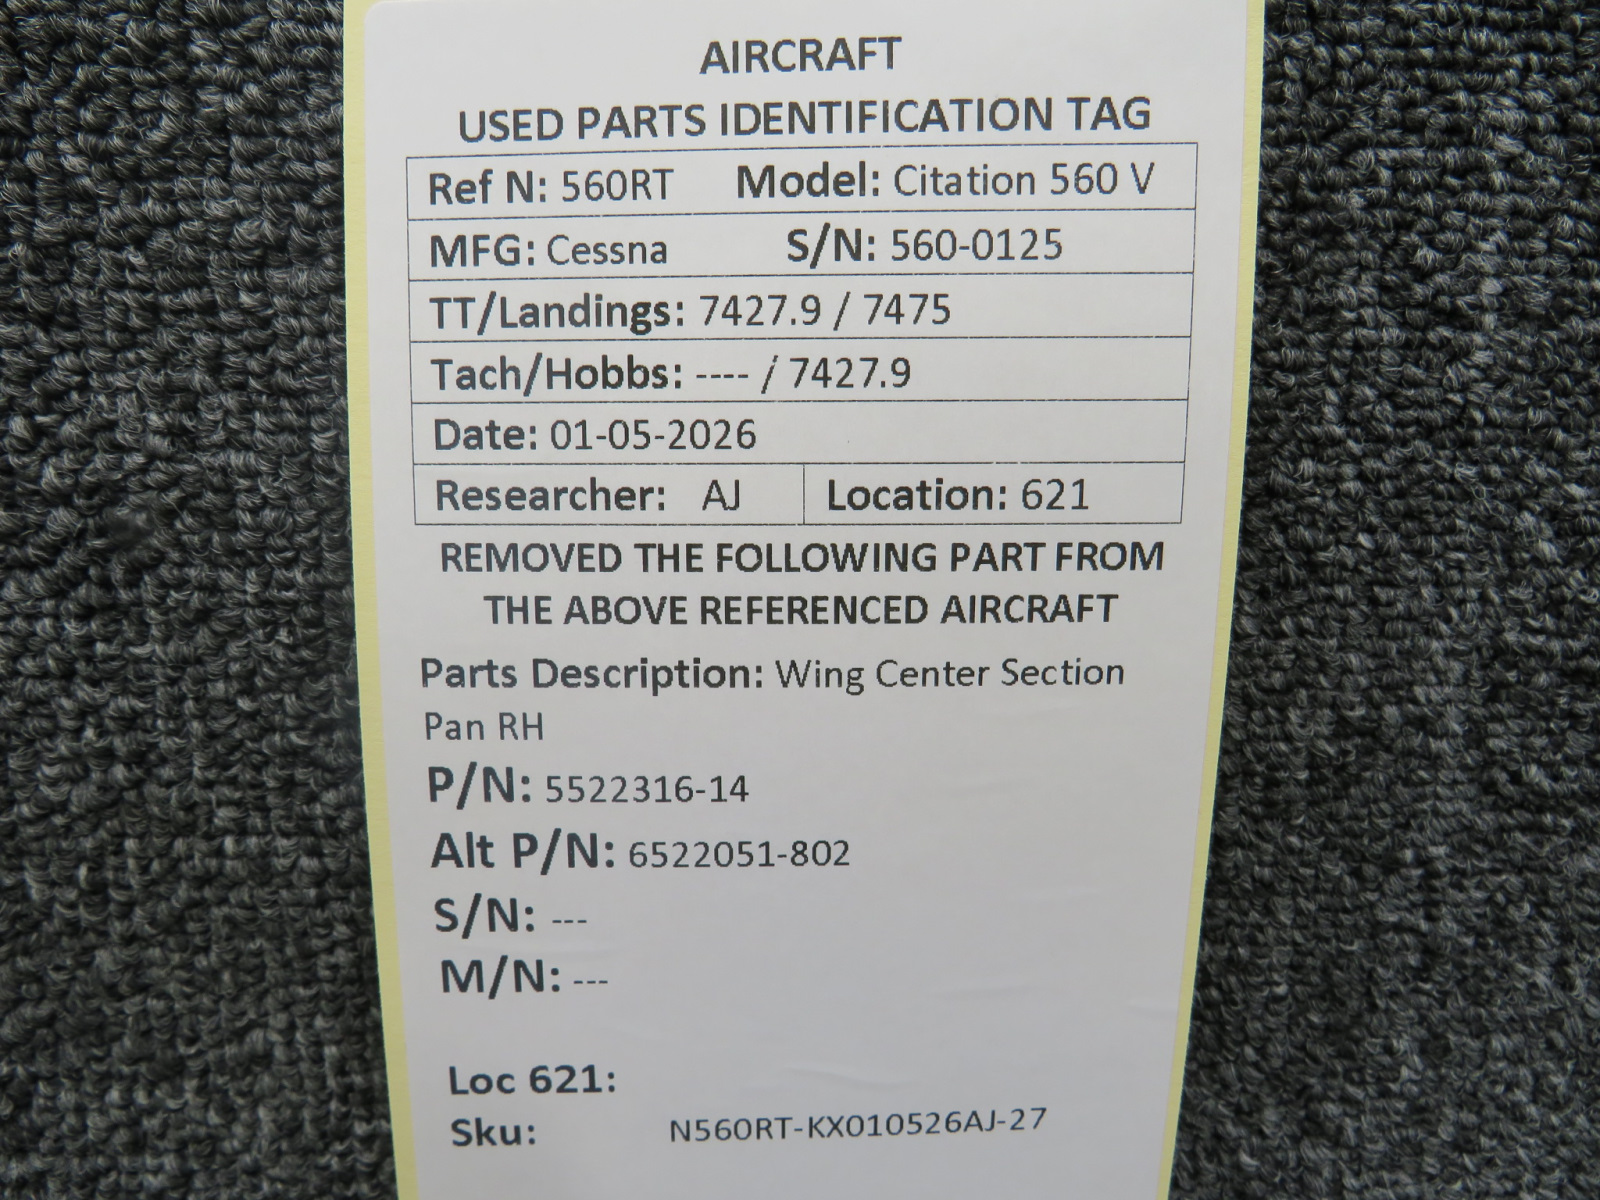 AIRCRAFT
USED PARTS IDENTIFICATION TAG
Ref N: 560RT Model: Citation 560 V
MFG: Cessna S/N: 560-0125
TT/Landings: 7427.9 / 7475
Tach/Hobbs: ---- / 7427.9
Date: 01-05-2026
Researcher: AJ Location: 621
REMOVED THE FOLLOWING PART FROM
THE ABOVE REFERENCED AIRCRAFT
Parts Description: Wing Center Section
Pan RH
P/N: 5522316-14
Alt P/N: 6522051-802
S/N: ---
M/N: ---
Loc 621:
Sku: N560RT-KX010526AJ-27